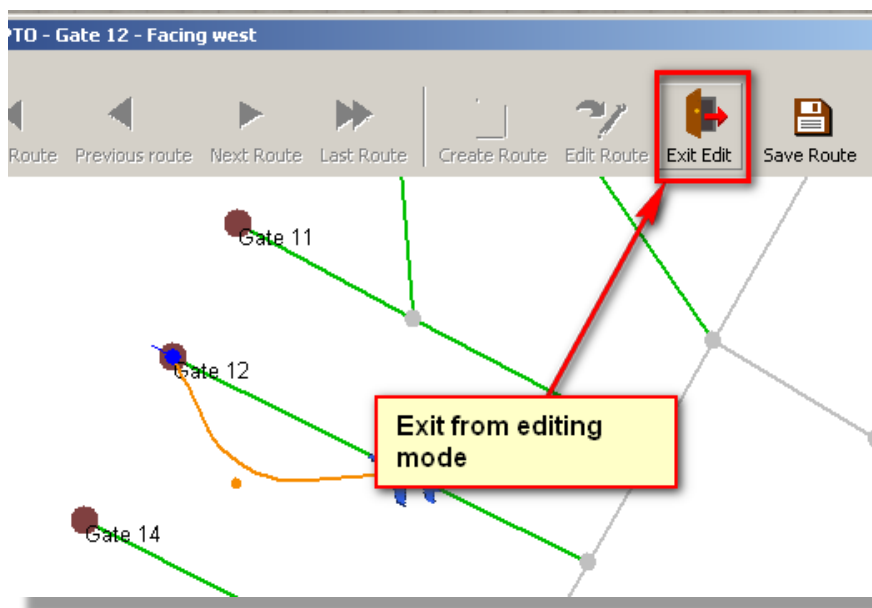 PTO - Gate 12 - Facing west
Route Previous route Next Route Last Route Create Route Edit Route Exit Edit Save Route
Gate 11
Gate 12
Exit from editing
mode
Gate 14